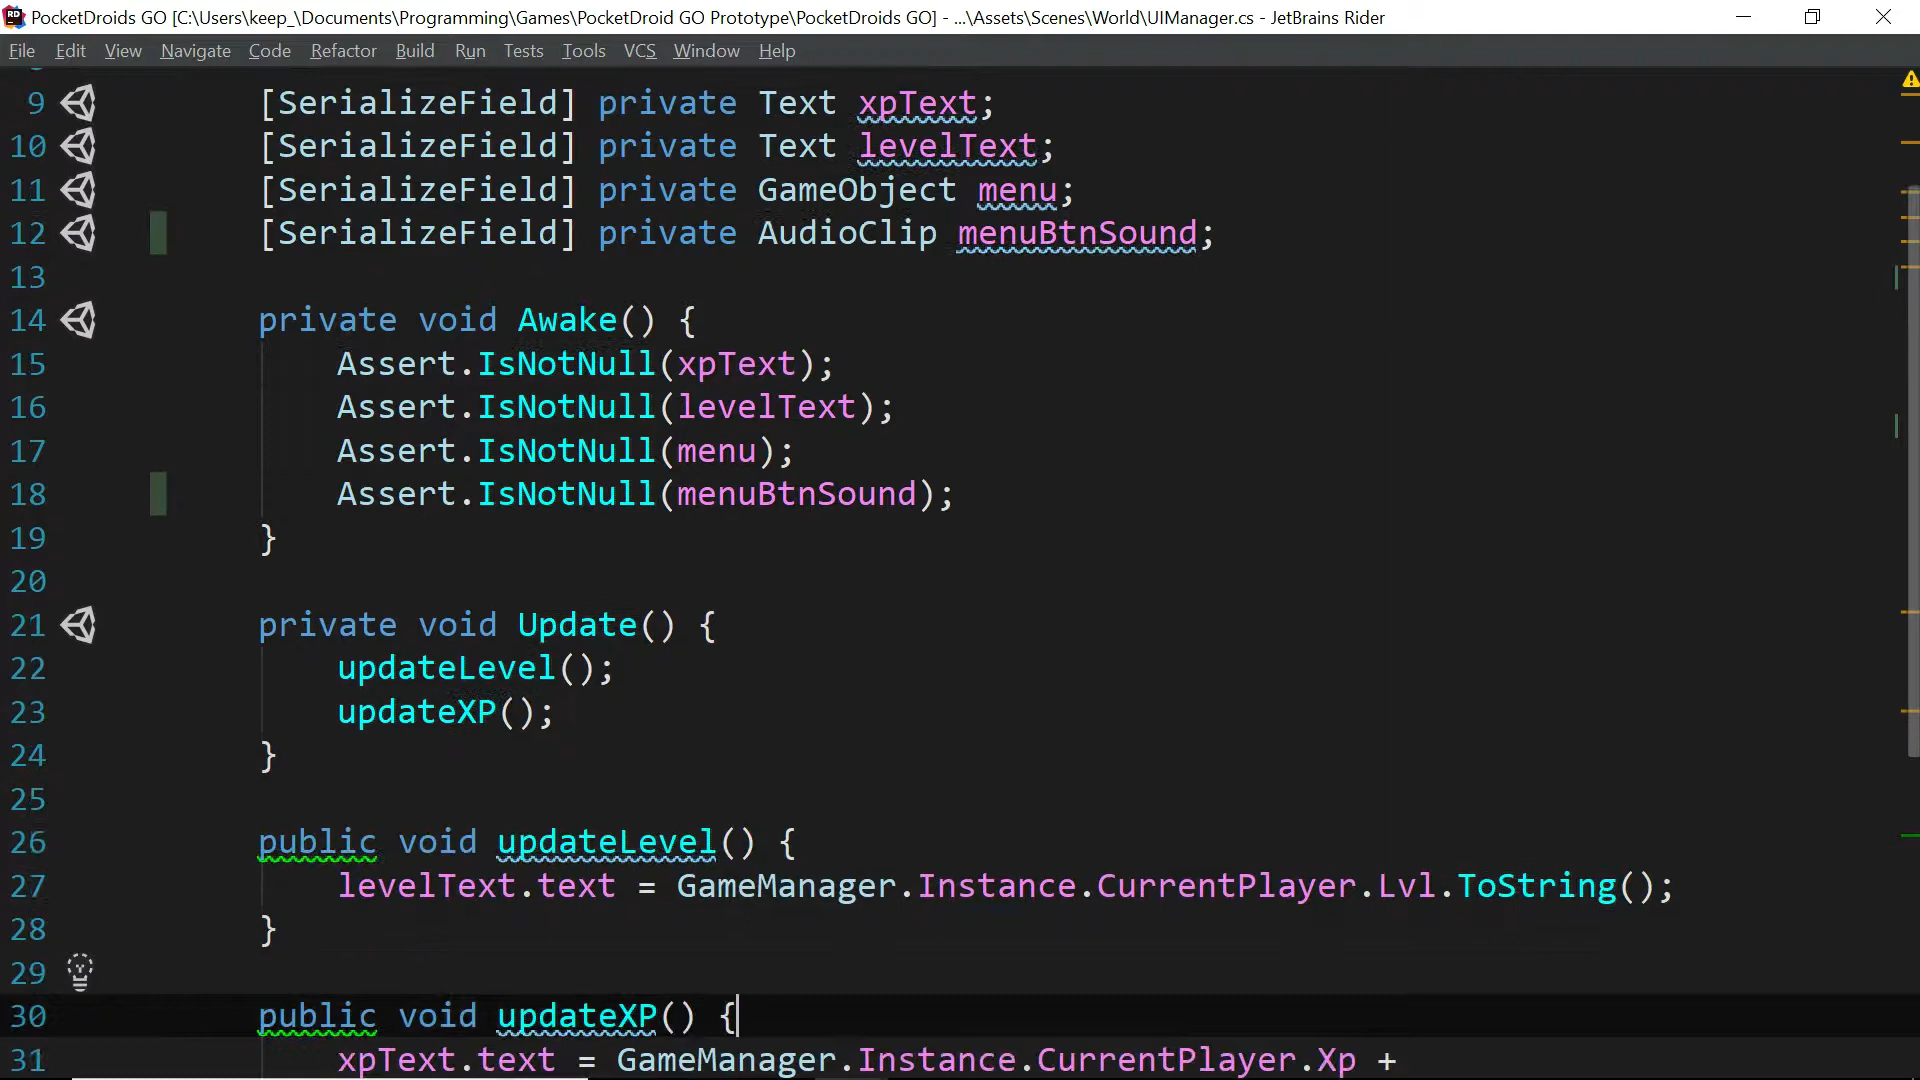 PocketDroids GO [C:\Users\keep_\Documents\Programming\Games\PocketDroid GO Prototype\PocketDroids GO] - ...\Assets\Scenes\World\UIManager.cs - JetBrains Rider
File Edit View Navigate Code Refactor Build Run Tests Tools VCS Window Help
9 [SerializeField] private Text xpText;
10 [SerializeField] private Text levelText;
11 [SerializeField] private GameObject menu;
12 [SerializeField] private AudioClip menuBtnSound;
13
14 private void Awake() {
15 Assert.IsNotNull(xpText);
16 Assert.IsNotNull(levelText);
17 Assert.IsNotNull(menu);
18 Assert.IsNotNull(menuBtnSound);
19 }
20
21 private void Update() {
22 updateLevel();
23 updateXP();
24 }
25
26 public void updateLevel() {
27 levelText.text = GameManager.Instance.CurrentPlayer.Lvl.ToString();
28 }
29
30 public void updateXP() {
31 xpText.text = GameManager.Instance.CurrentPlayer.Xp +